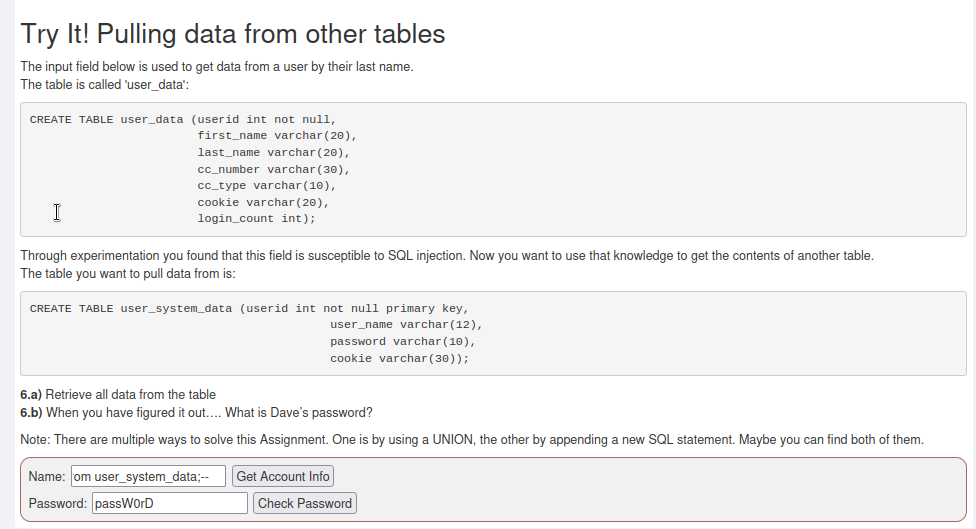 Try It! Pulling data from other tables
The input field below is used to get data from a user by their last name.
The table is called 'user_data':
CREATE TABLE user_data (userid int not null,
first_name varchar(20),
last_name varchar(20),
cc_number varchar(30),
cc_type varchar(10),
cookie varchar(20),
login_count int);
Through experimentation you found that this field is susceptible to SQL injection. Now you want to use that knowledge to get the contents of another table.
The table you want to pull data from is:
CREATE TABLE user_system_data (userid int not null primary key,
user_name varchar(12),
password varchar(10),
cookie varchar(30));
6.a) Retrieve all data from the table
6.b) When you have figured it out…. What is Dave’s password?
Note: There are multiple ways to solve this Assignment. One is by using a UNION, the other by appending a new SQL statement. Maybe you can find both of them.
Name: om user_system_data;-- Get Account Info
Password: passW0rD Check Password